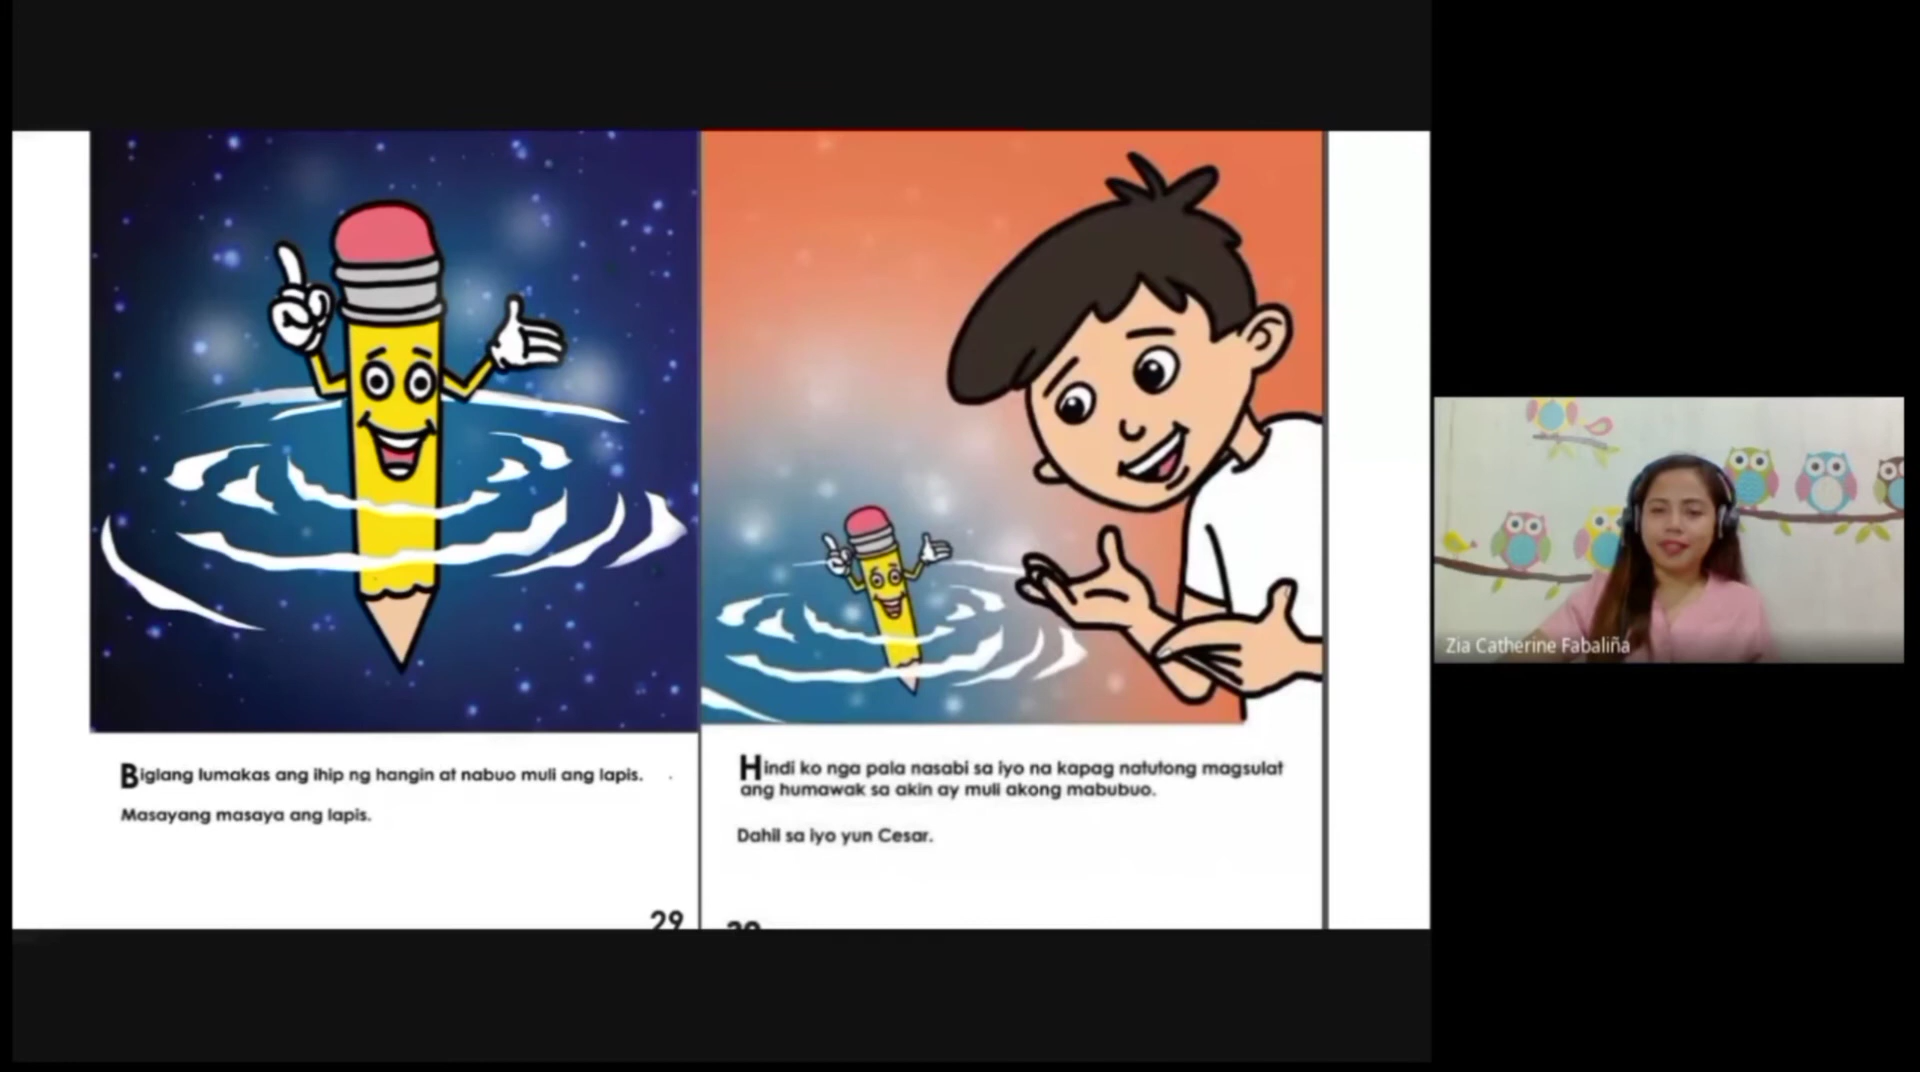 Biglang lumakas ang ihip ng hangin at nabuo muli ang lapis.
Masayang masaya ang lapis.
29
Hindi ko nga pala nasabi sa iyo na kapag natutong magsulat
ang humawak sa akin ay muli akong mabubuo.
Dahil sa iyo yun Cesar.
Zia Catherine Fabaliña